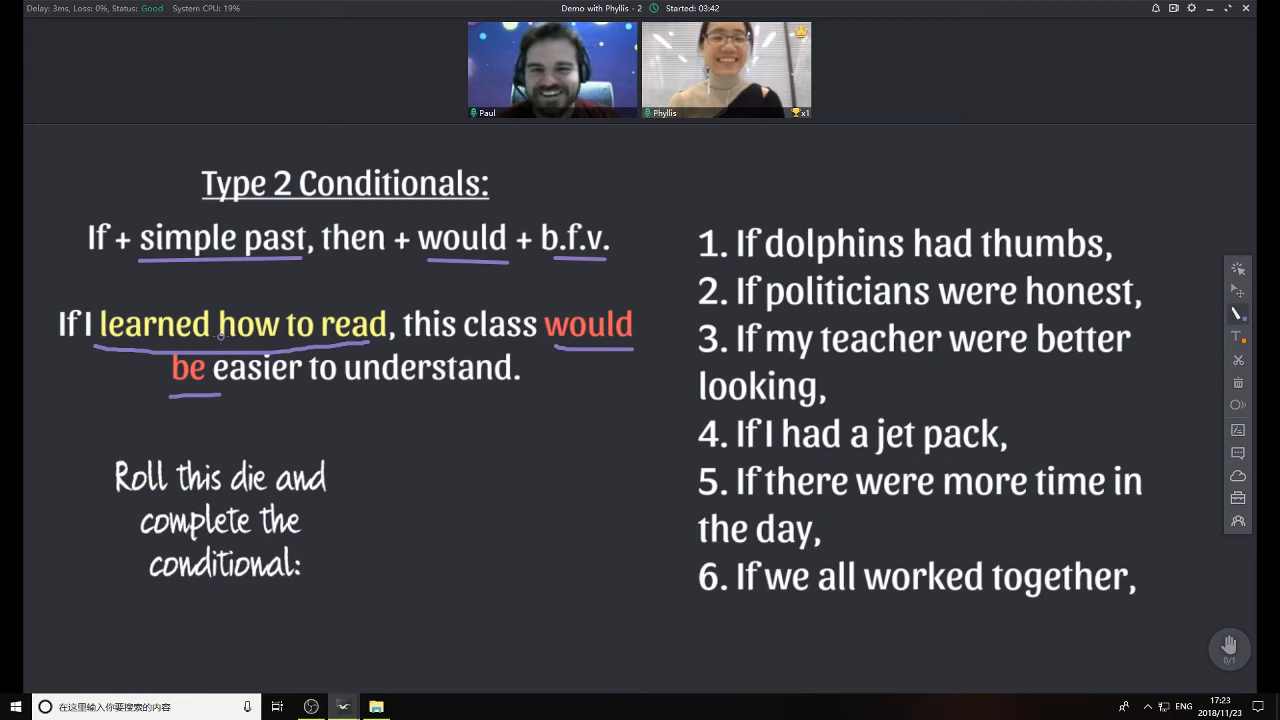 Delay: 3ms, Loss: 0%, Status: Good System CPU: 19%
Demo with Phyllis - 2 Started: 03:42
Paul
Phyllis
x1
Type 2 Conditionals:
If + simple past, then + would + b.f.v.
If I learned how to read, this class would
be easier to understand.
Roll this die and
complete the
conditional:
1. If dolphins had thumbs,
2. If politicians were honest,
3. If my teacher were better
looking,
4. If I had a jet pack,
5. If there were more time in
the day,
6. If we all worked together,
0/1
在这里输入你要搜索的内容
ENG
17:23
2018/11/23